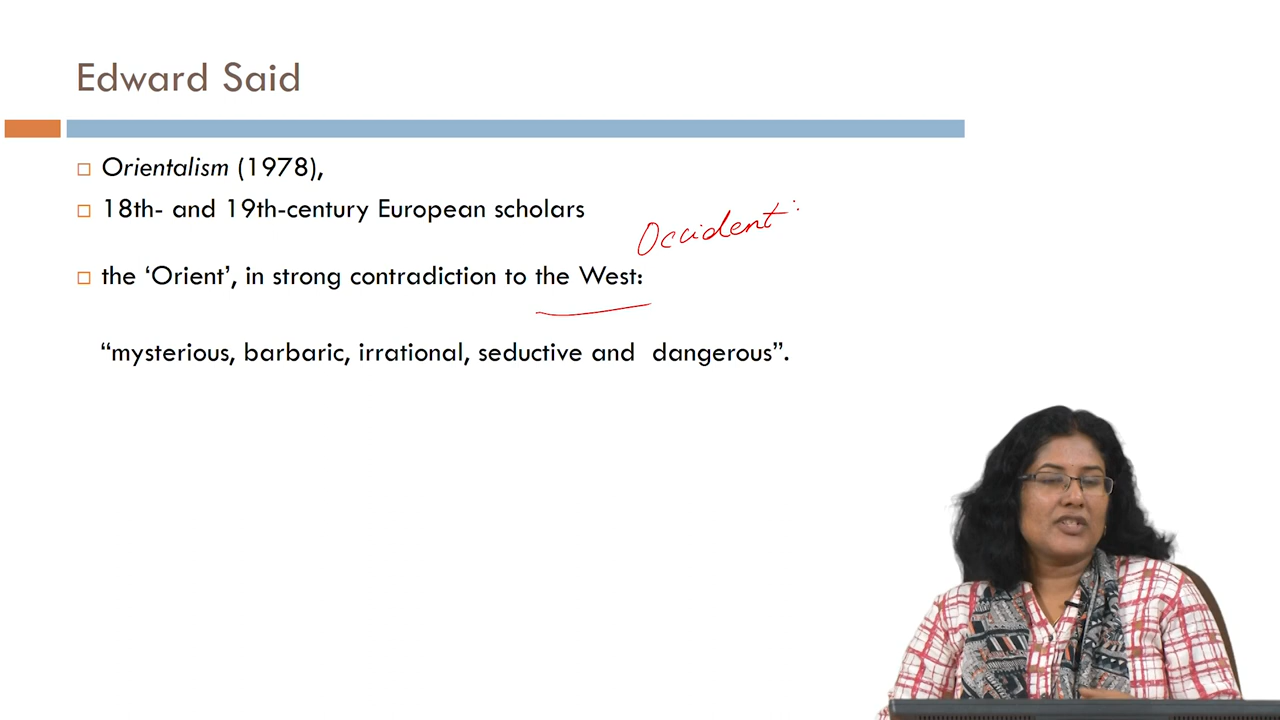 Edward Said
Orientalism (1978),
18th- and 19th-century European scholars
Occident :
the ‘Orient’, in strong contradiction to the West:
“mysterious, barbaric, irrational, seductive and dangerous”.